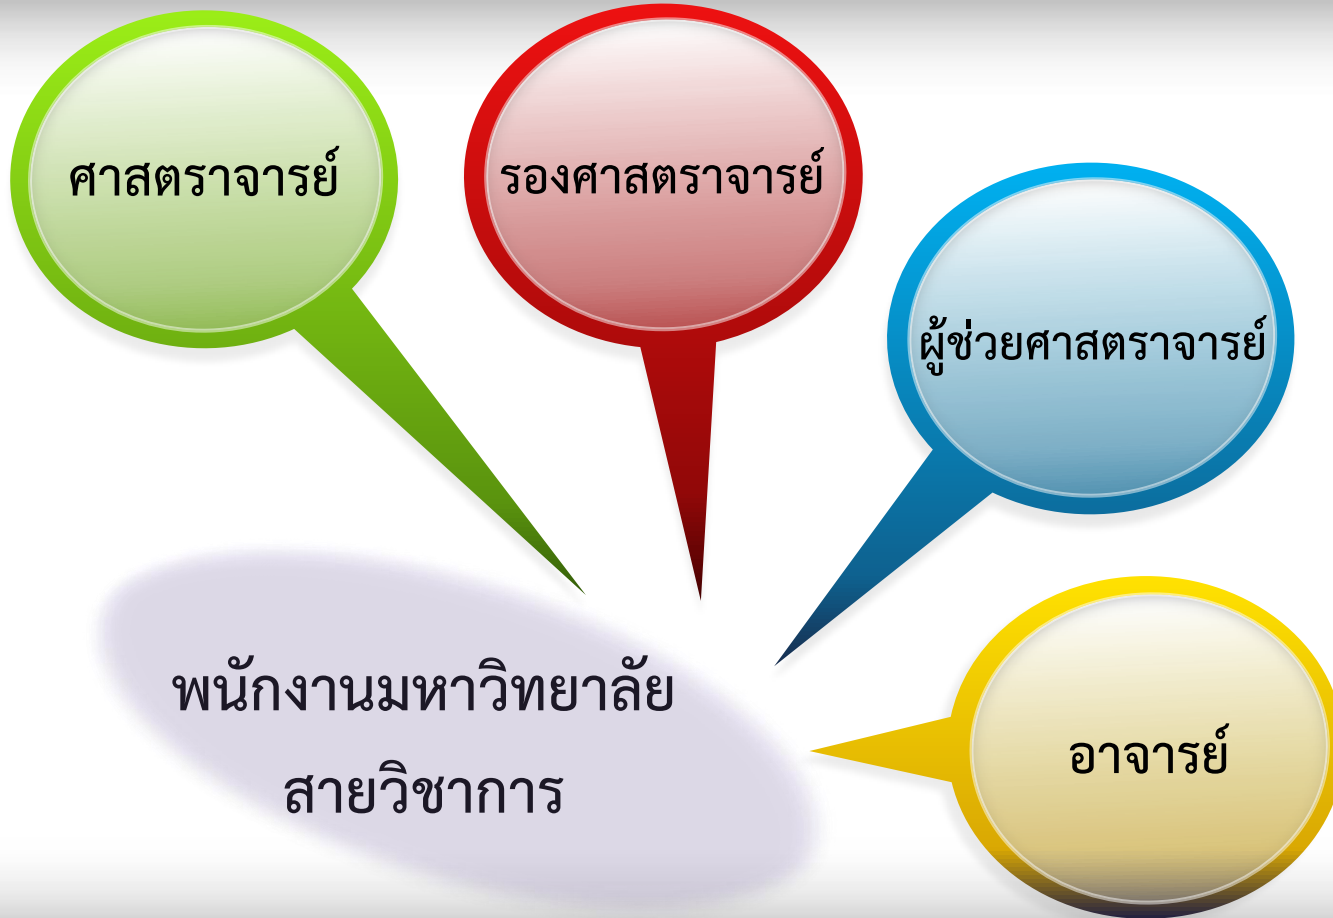 ศาสตราจารย์
รองศาสตราจารย์
ผู้ช่วยศาสตราจารย์
พนักงานมหาวิทยาลัย
สายวิชาการ
อาจารย์